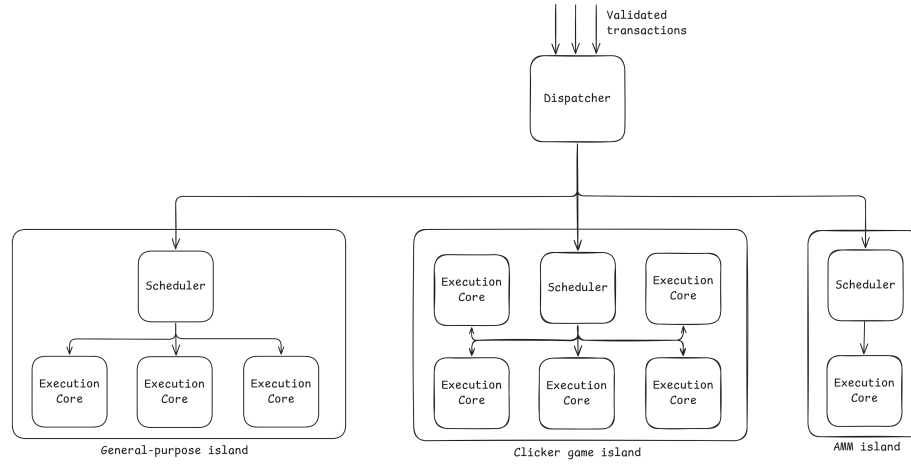 Validated
transactions
Dispatcher
Scheduler
Execution
Core
Execution
Core
Execution
Core
General-purpose island
Execution
Core
Scheduler
Execution
Core
Execution
Core
Execution
Core
Execution
Core
Clicker game island
Scheduler
Execution
Core
AMM island